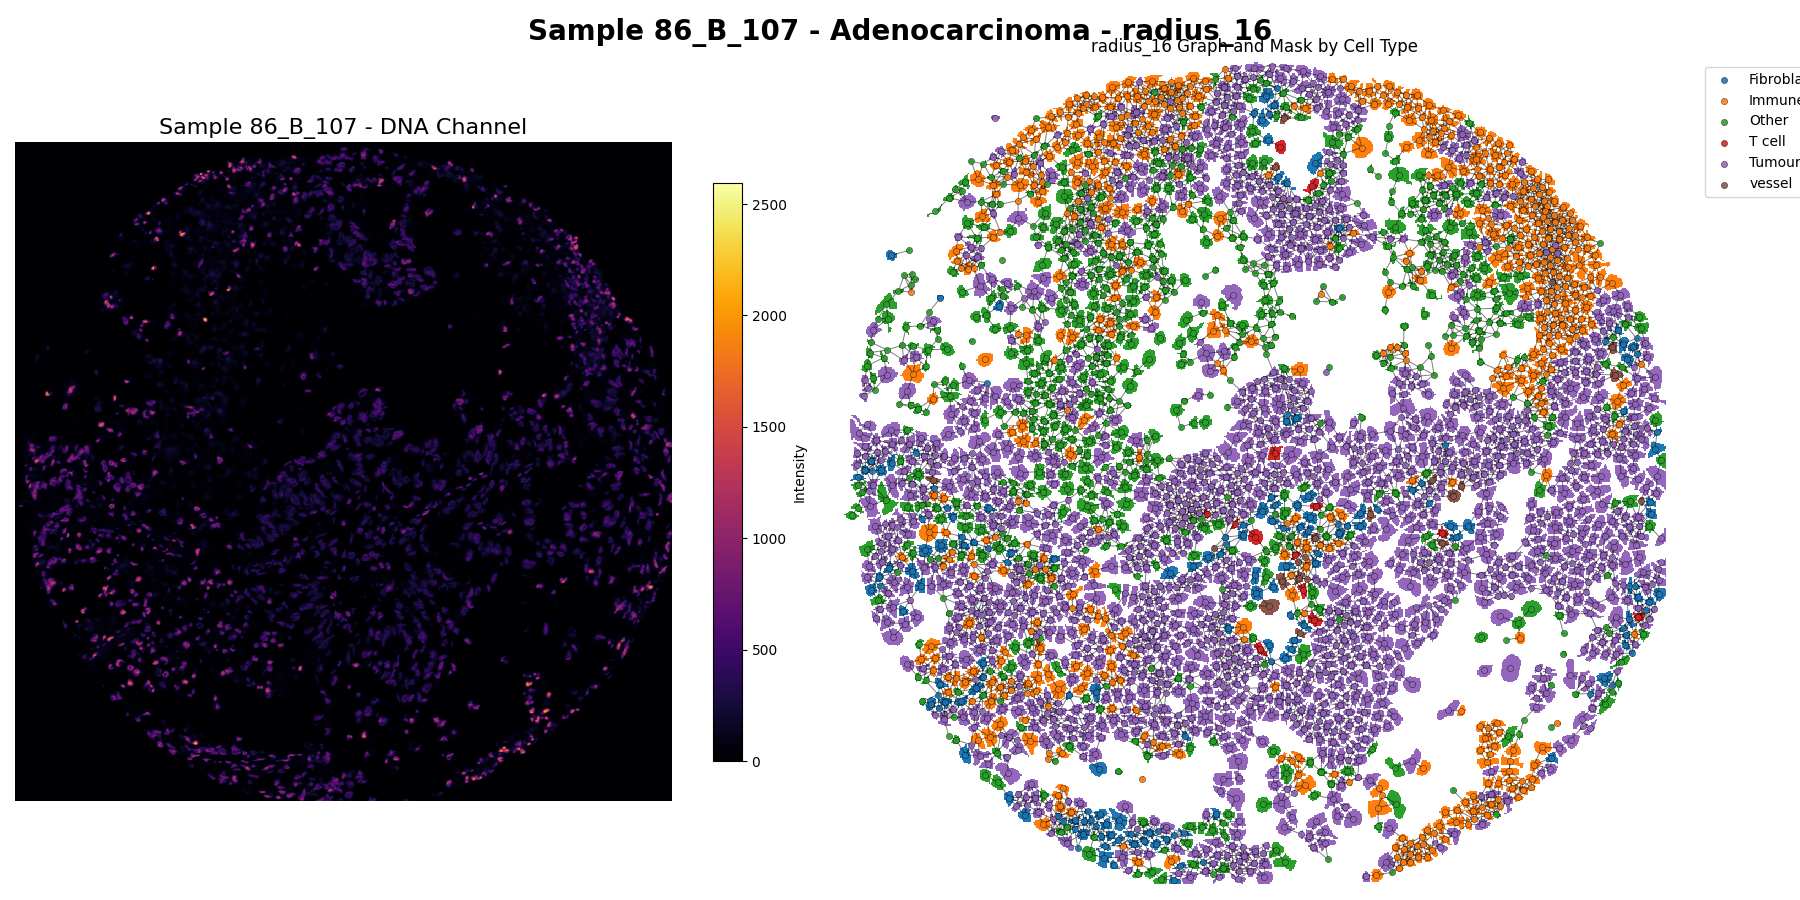 Sample 86_B_107 - Adenocarcinoma - radius_16
radius_16 Graph and Mask by Cell Type
Sample 86_B_107 - DNA Channel
2500
2000
1500
1000
500
0
Intensity
Fibrobla
Immune
Other
T cell
Tumour
vessel